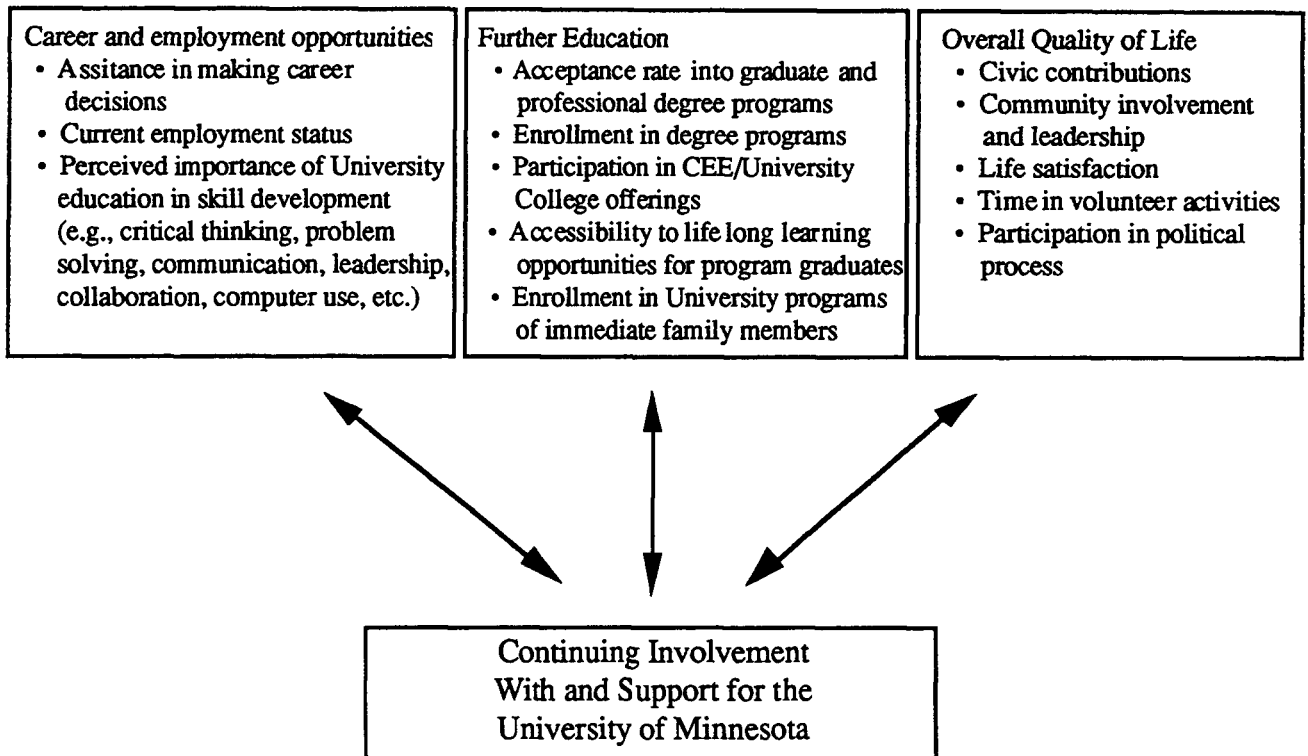 Career and employment opportunities
• Assitance in making career
decisions
• Current employment status
• Perceived importance of University
education in skill development
(e.g., critical thinking, problem
solving, communication, leadership,
collaboration, computer use, etc.)
Further Education
• Acceptance rate into graduate and
professional degree programs
• Enrollment in degree programs
• Participation in CEE/University
College offerings
• Accessibility to life long learning
opportunities for program graduates
• Enrollment in University programs
of immediate family members
Overall Quality of Life
• Civic contributions
• Community involvement
and leadership
• Life satisfaction
• Time in volunteer activities
• Participation in political
process
Continuing Involvement
With and Support for the
University of Minnesota